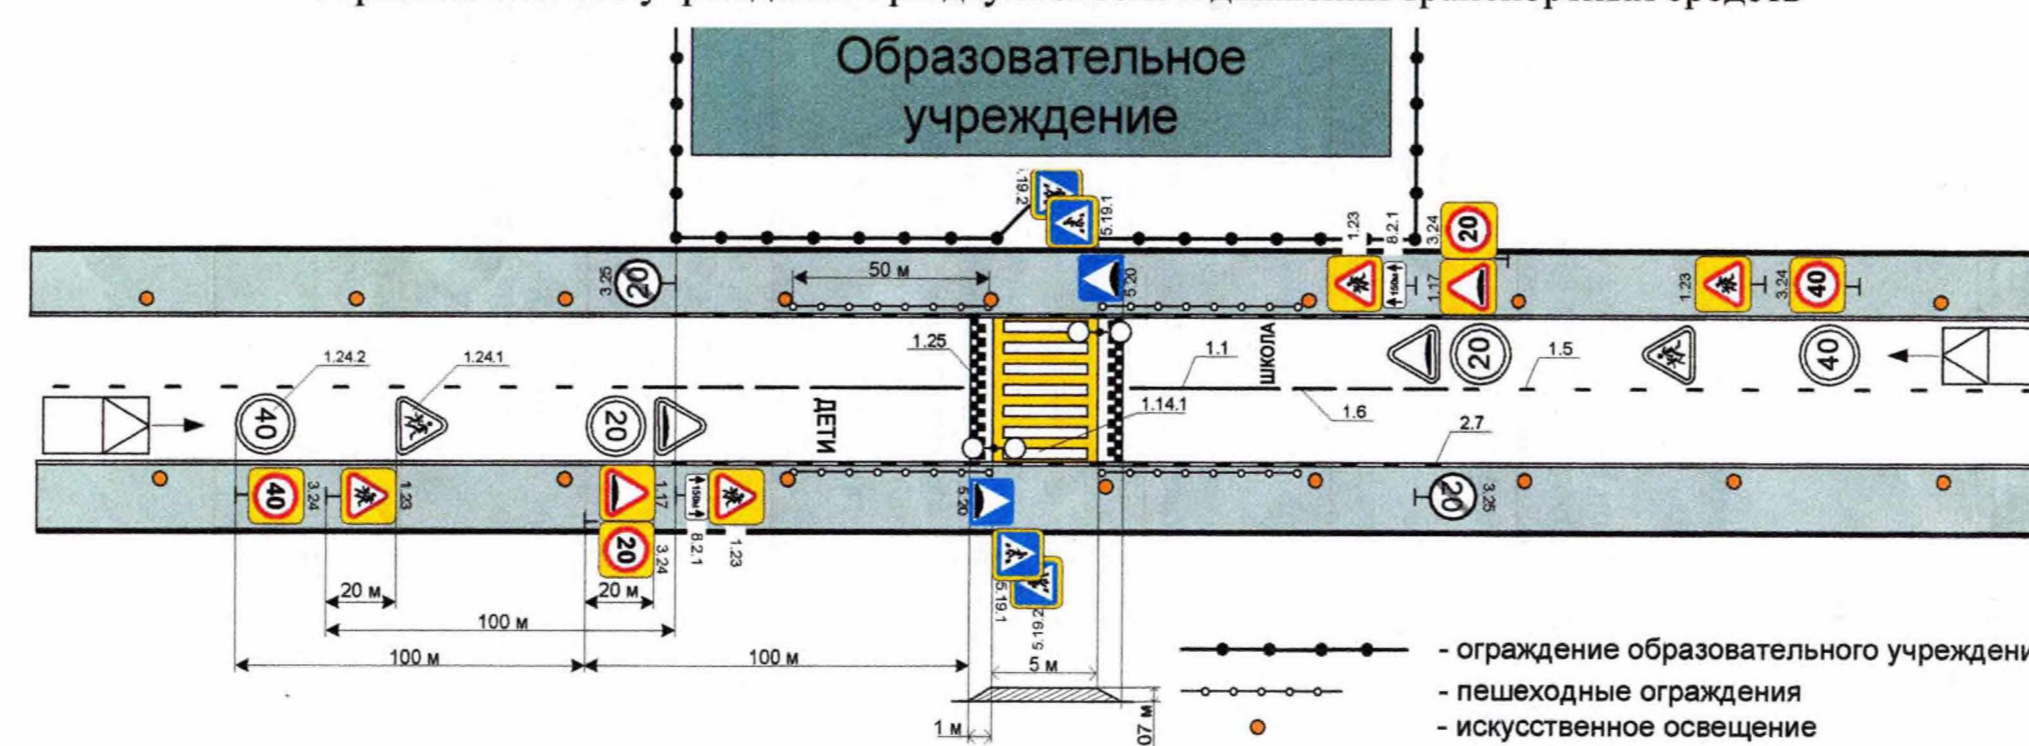 Образовательное
учреждение
5.19.1
1.23
8.2.1
3.24
20
3.25
20
50 м
5.20
150м
1.17
1.23
3.24
40
1.25
1.1
ШКОЛА
20
1.5
40
1.24.2
1.24.1
1.14.1
1.6
40
20
ДЕТИ
2.7
40
3.24
1.23
1.17
150м
5.20
20
3.25
20
3.24
8.2.1
1.23
20 м
20 м
5.19.1
5.19.2
100 м
100 м
100 м
5 м
- ограждение образовательного
- пешеходные ограждения
- искусственное освещение
1 м